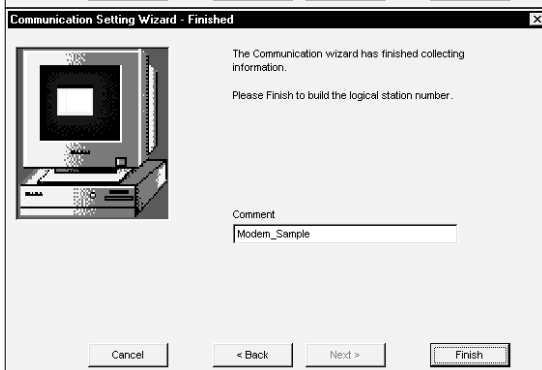 Communication Setting Wizard - Finished
The Communication wizard has finished collecting
information.
Please Finish to build the logical station number.
Comment
Modem_Sample
Cancel
< Back
Next >
Finish